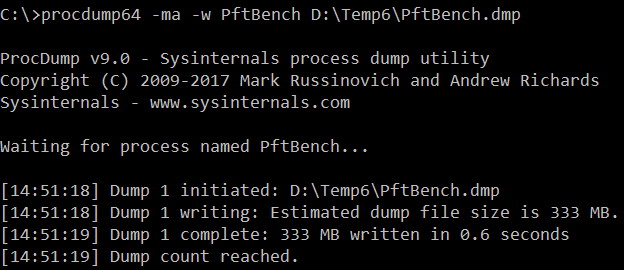 C:\>procdump64 -ma -w PftBench D:\Temp6\PftBench.dmp
ProcDump v9.0 - Sysinternals process dump utility
Copyright (C) 2009-2017 Mark Russinovich and Andrew Richards
Sysinternals - www.sysinternals.com
Waiting for process named PftBench...
[14:51:18] Dump 1 initiated: D:\Temp6\PftBench.dmp
[14:51:18] Dump 1 writing: Estimated dump file size is 333 MB.
[14:51:19] Dump 1 complete: 333 MB written in 0.6 seconds
[14:51:19] Dump count reached.